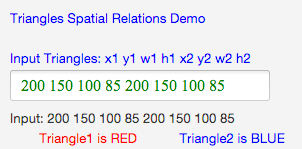 Triangles Spatial Relations Demo
Input Triangles: x1 y1 w1 h1 x2 y2 w2 h2
200 150 100 85 200 150 100 85
Input: 200 150 100 85 200 150 100 85
Triangle1 is RED Triangle2 is BLUE